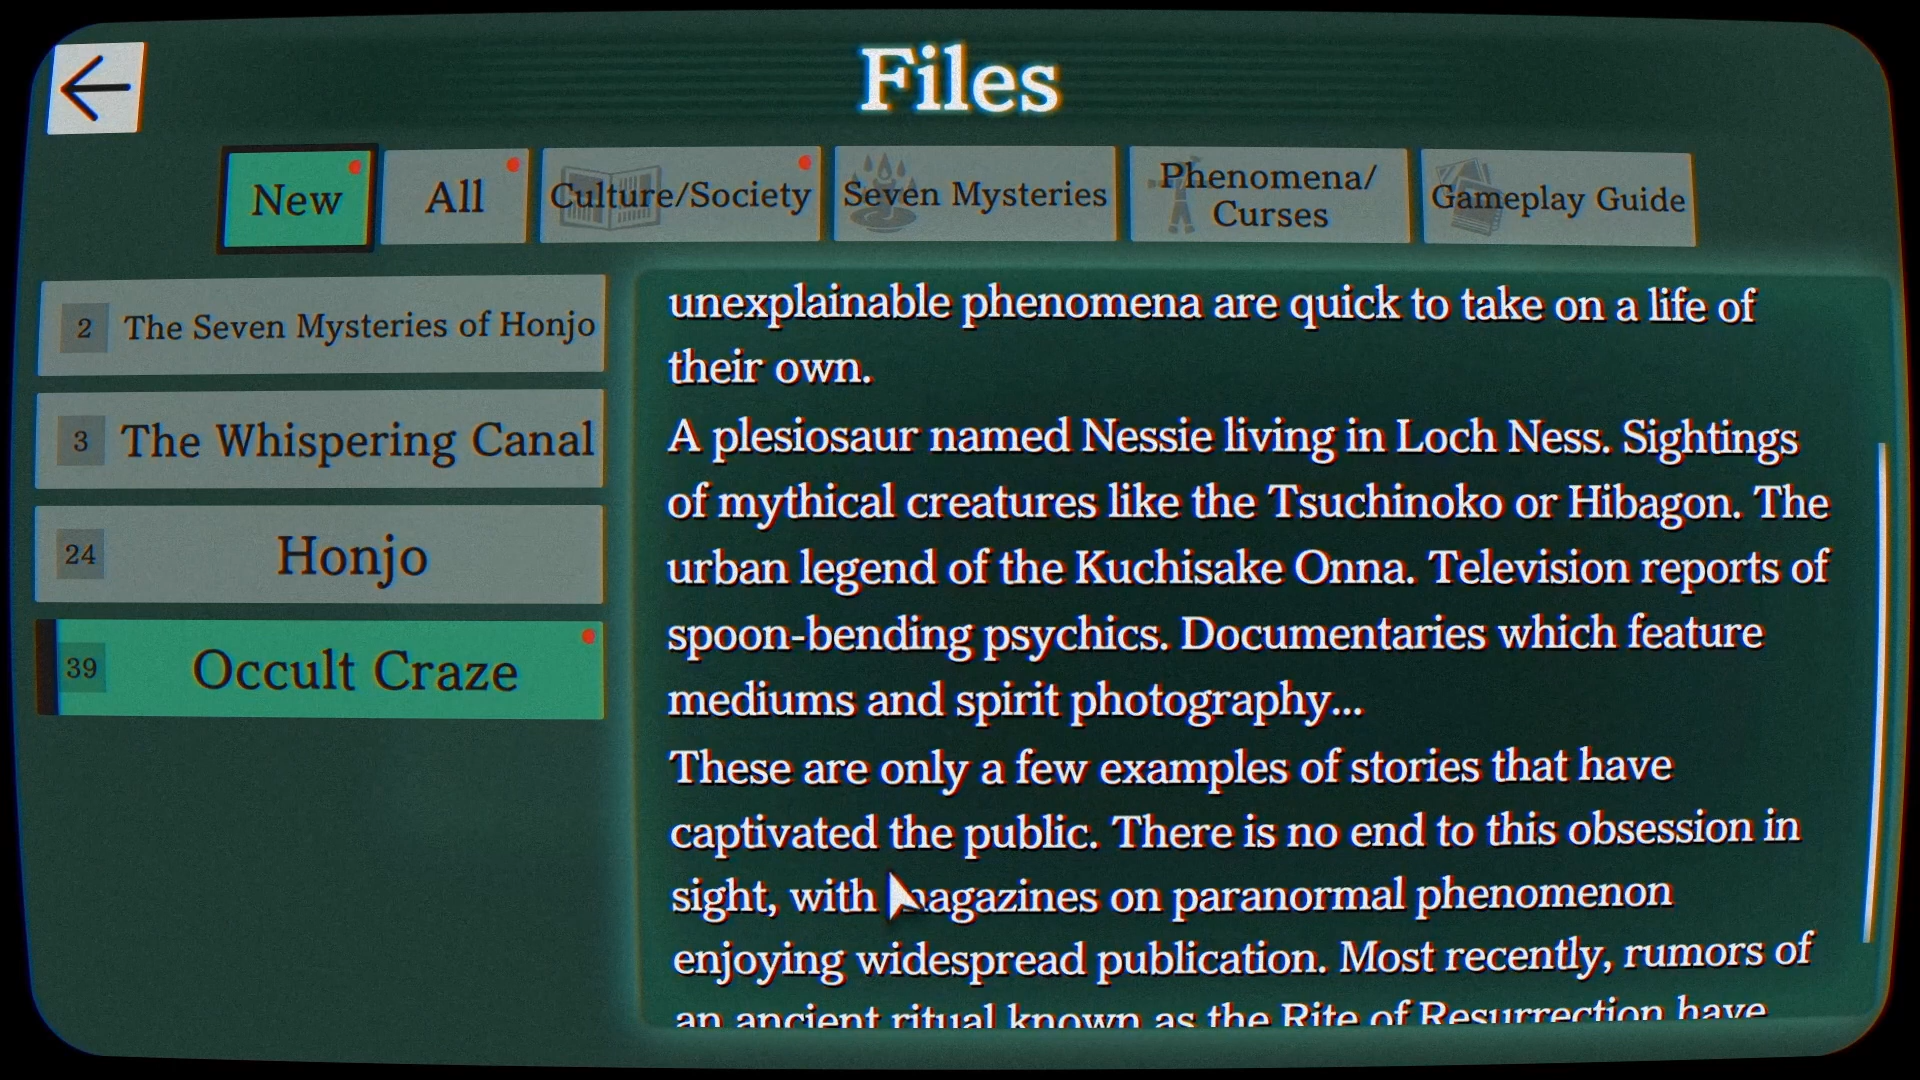 Files
New
All
Culture/Society
Seven Mysteries
Phenomena/
Curses
Gameplay Guide
2 The Seven Mysteries of Honjo
3 The Whispering Canal
24 Honjo
39 Occult Craze
unexplainable phenomena are quick to take on a life of
their own.
A plesiosaur named Nessie living in Loch Ness. Sightings
of mythical creatures like the Tsuchinoko or Hibagon. The
urban legend of the Kuchisake Onna. Television reports of
spoon-bending psychics. Documentaries which feature
mediums and spirit photography...
These are only a few examples of stories that have
captivated the public. There is no end to this obsession in
sight, with magazines on paranormal phenomenon
enjoying widespread publication. Most recently, rumors of
an ancient ritual known as the Rite of Resurrection have